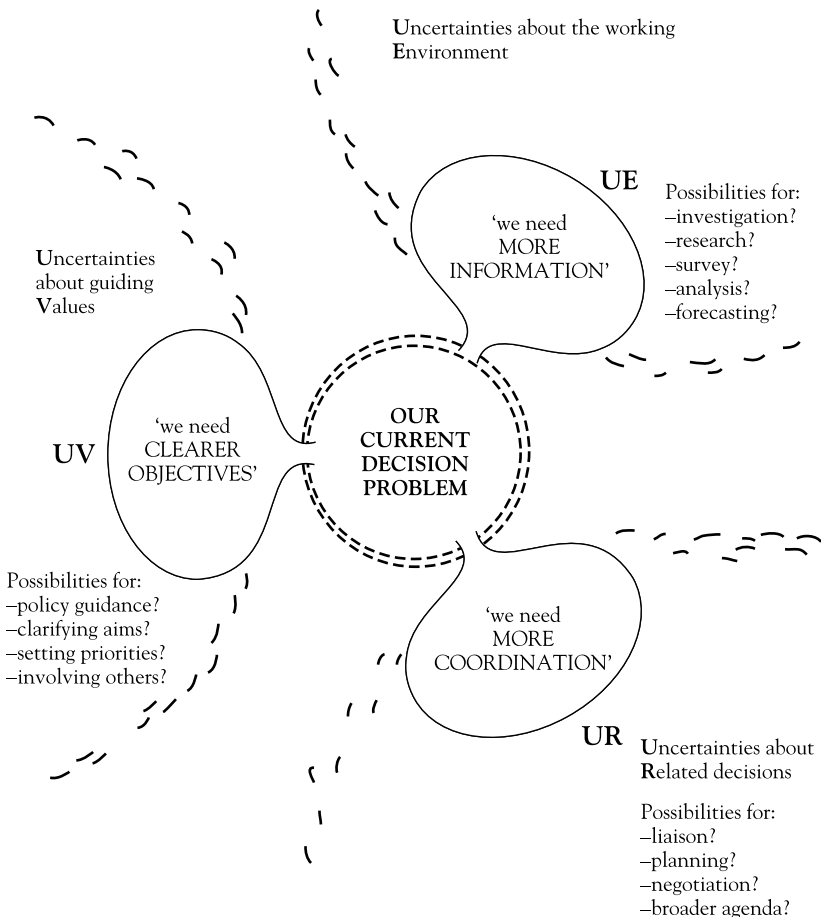 Uncertainties about the working
Environment
UE
Possibilities for:
–investigation?
–research?
–survey?
–analysis?
–forecasting?
‘we need
MORE
INFORMATION’
Uncertainties
about guiding
Values
UV
‘we need
CLEARER
OBJECTIVES’
OUR
CURRENT
DECISION
PROBLEM
Possibilities for:
–policy guidance?
–clarifying aims?
–setting priorities?
–involving others?
‘we need
MORE
COORDINATION’
UR
Uncertainties about
Related decisions
Possibilities for:
–liaison?
–planning?
–negotiation?
–broader agenda?